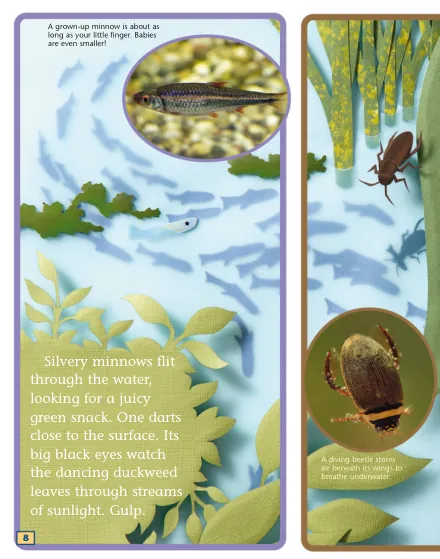 A grown-up minnow is about as
long as your little finger. Babies
are even smaller!
Silvery minnows flit
through the water,
looking for a juicy
green snack. One darts
close to the surface. Its
big black eyes watch
the dancing duckweed
leaves through streams
of sunlight. Gulp.
8
A diving beetle stores
air beneath its wings to
breathe underwater.